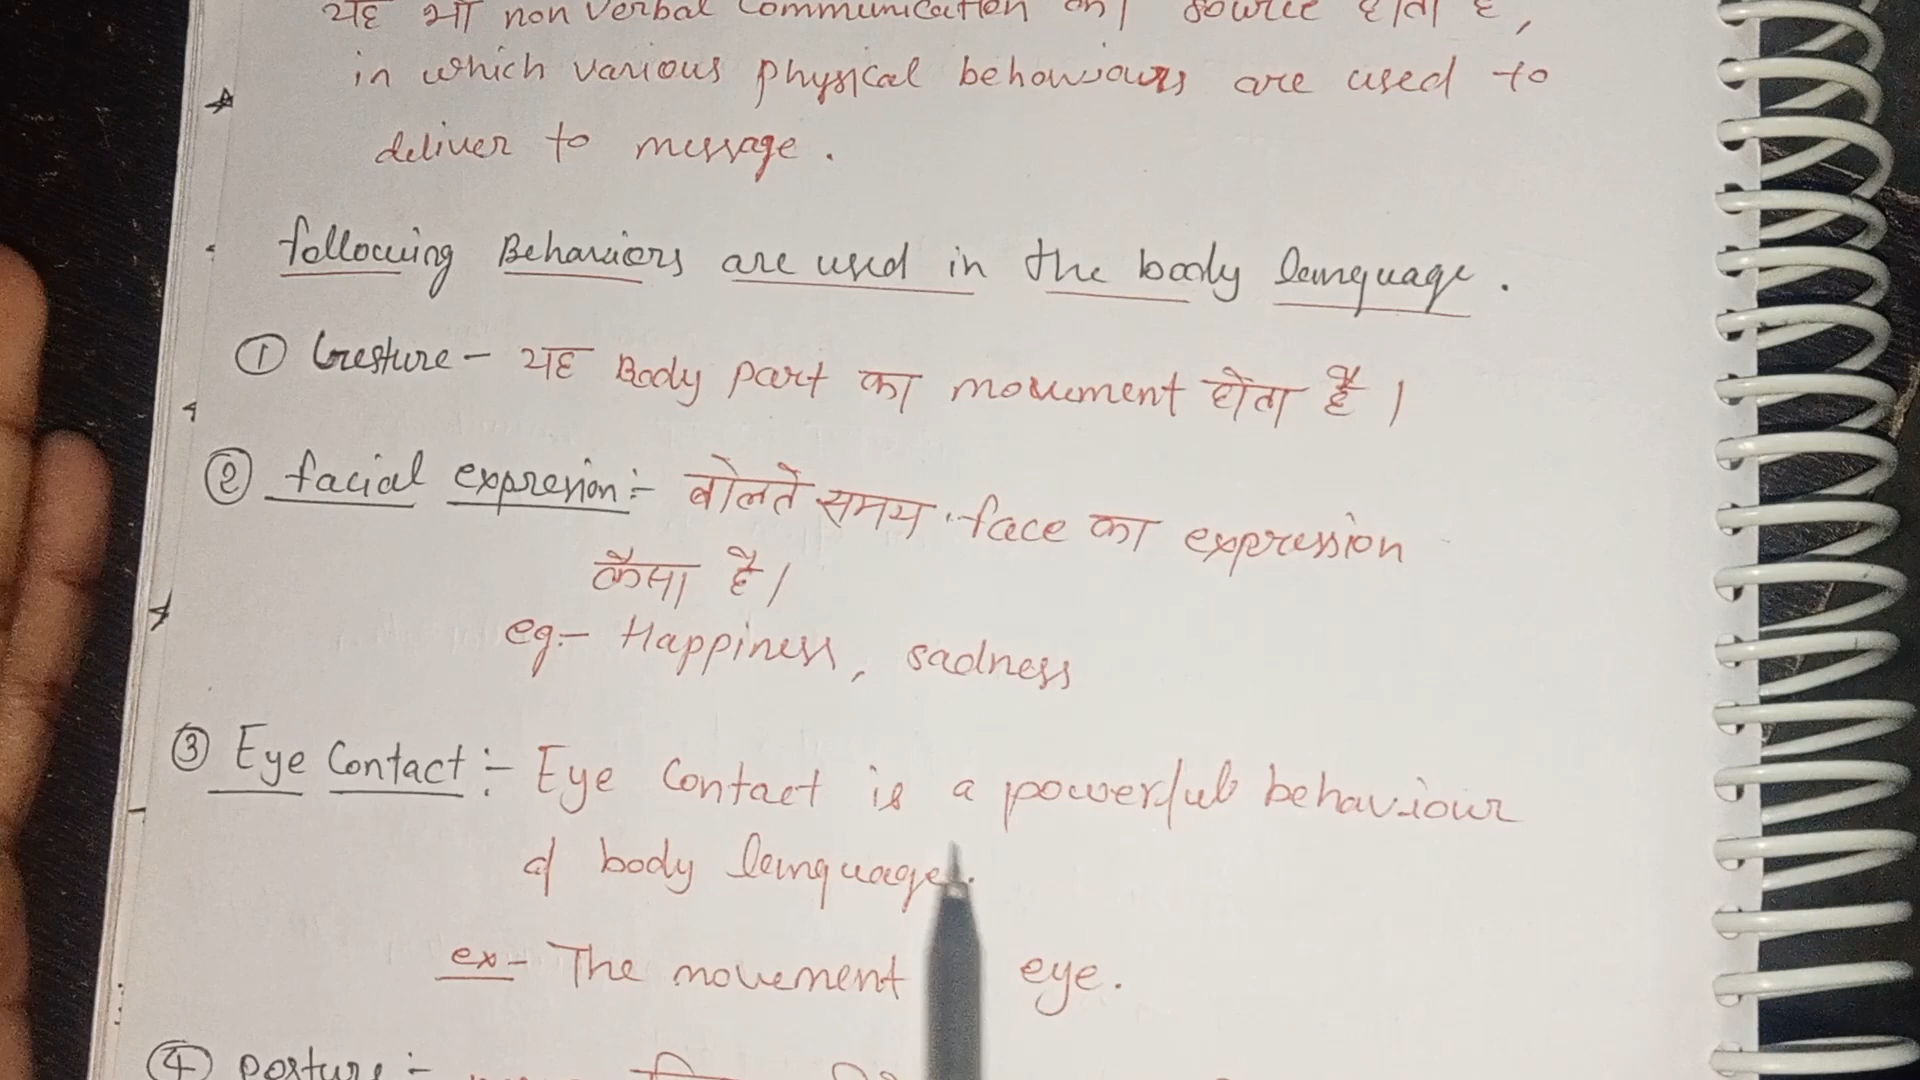 यह भी non verbal communication का source होता है,
in which various physical behaviours are used to
deliver to message.
following Behaviors are used in the body language.
① Gesture - यह Body part का movement होता है।
② facial expression :- बोलते समय face का expression
कैसा है।
eg:- Happiness, sadness
③ Eye Contact :- Eye Contact is a powerful behaviour
of body language.
ex- The movement eye.
④ posture :-